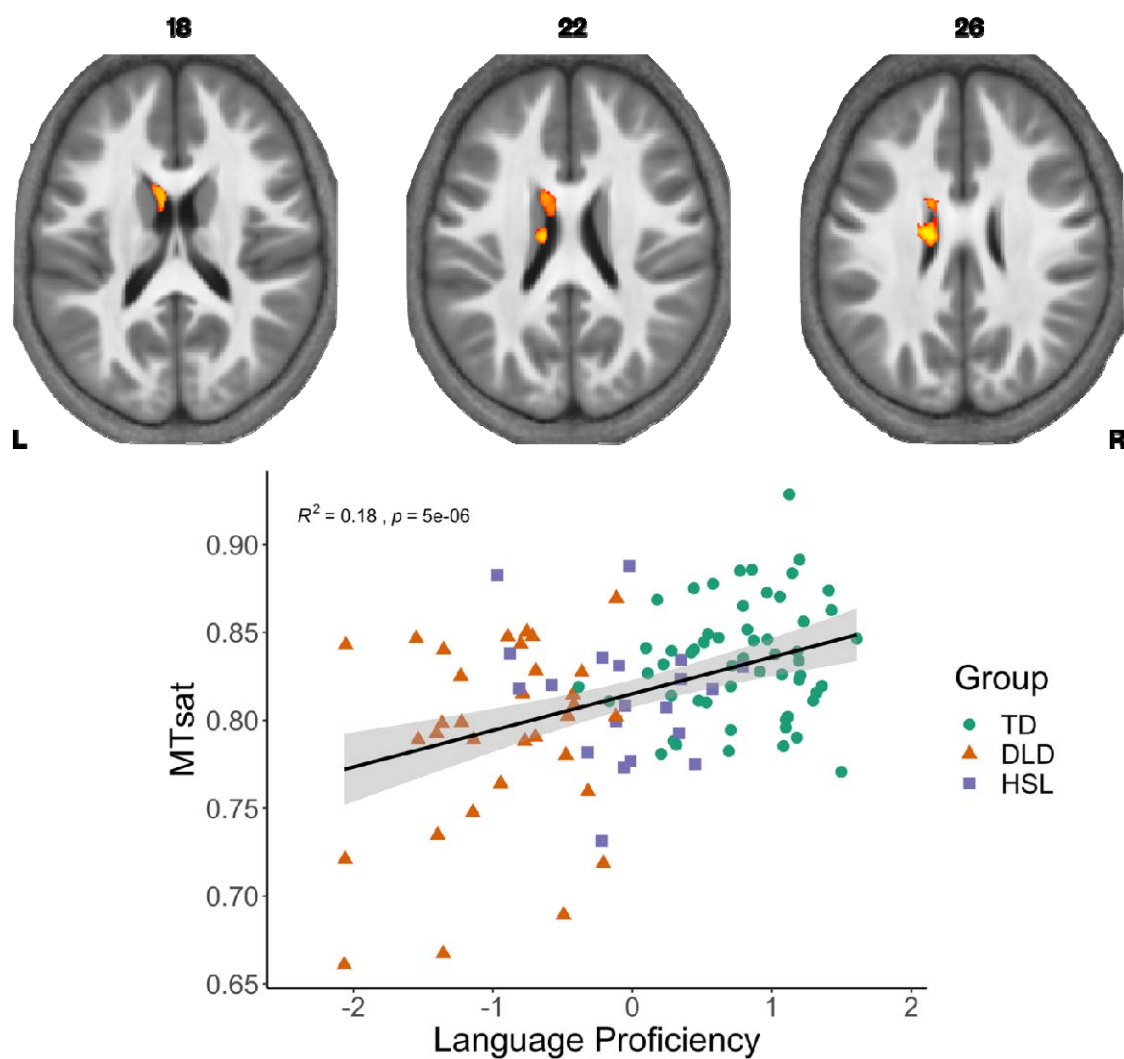 18 22 26
L R
R² = 0.18 , p = 5e-06
0.90
0.85
0.80
0.75
0.70
0.65
MTsat
-2 -1 0 1 2
Language Proficiency
Group
TD
DLD
HSL